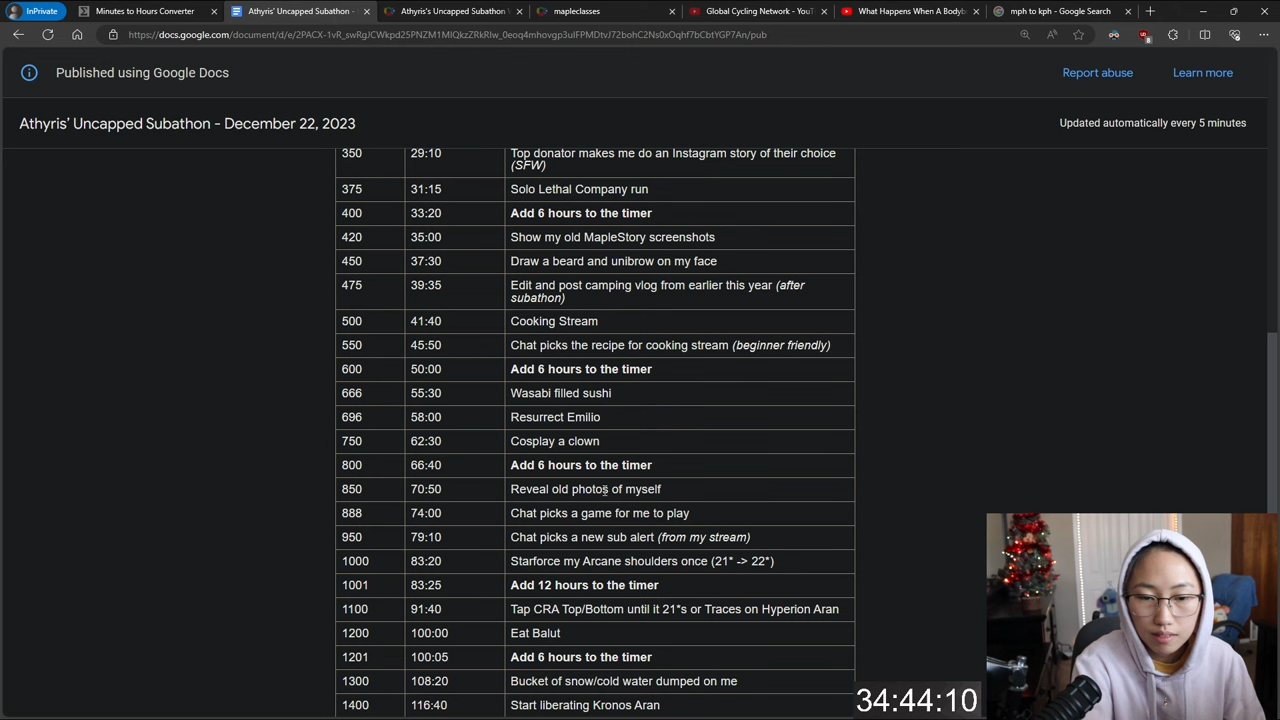 InPrivate
Minutes to Hours Converter
Athyris' Uncapped Subathon -
Athyris's Uncapped Subathon
mapleclasses
Global Cycling Network - YouT
What Happens When A Bodyb
mph to kph - Google Search
https://docs.google.com/document/d/e/
Published using Google Docs
Report abuse
Learn more
Athyris' Uncapped Subathon - December 22, 2023
Updated automatically every 5 minutes
350 29:10 Top donator makes me do an Instagram story of their choice
(SFW)
375 31:15 Solo Lethal Company run
400 33:20 Add 6 hours to the timer
420 35:00 Show my old MapleStory screenshots
450 37:30 Draw a beard and unibrow on my face
475 39:35 Edit and post camping vlog from earlier this year (after
subathon)
500 41:40 Cooking Stream
550 45:50 Chat picks the recipe for cooking stream (beginner friendly)
600 50:00 Add 6 hours to the timer
666 55:30 Wasabi filled sushi
696 58:00 Resurrect Emilio
750 62:30 Cosplay a clown
800 66:40 Add 6 hours to the timer
850 70:50 Reveal old photos of myself
888 74:00 Chat picks a game for me to play
950 79:10 Chat picks a new sub alert (from my stream)
1000 83:20 Starforce my Arcane shoulders once (21* -> 22*)
1001 83:25 Add 12 hours to the timer
1100 91:40 Tap CRA Top/Bottom until it 21*s or Traces on Hyperion Aran
1200 100:00 Eat Balut
1201 100:05 Add 6 hours to the timer
1300 108:20 Bucket of snow/cold water dumped on me
1400 116:40 Start liberating Kronos Aran
34:44:10